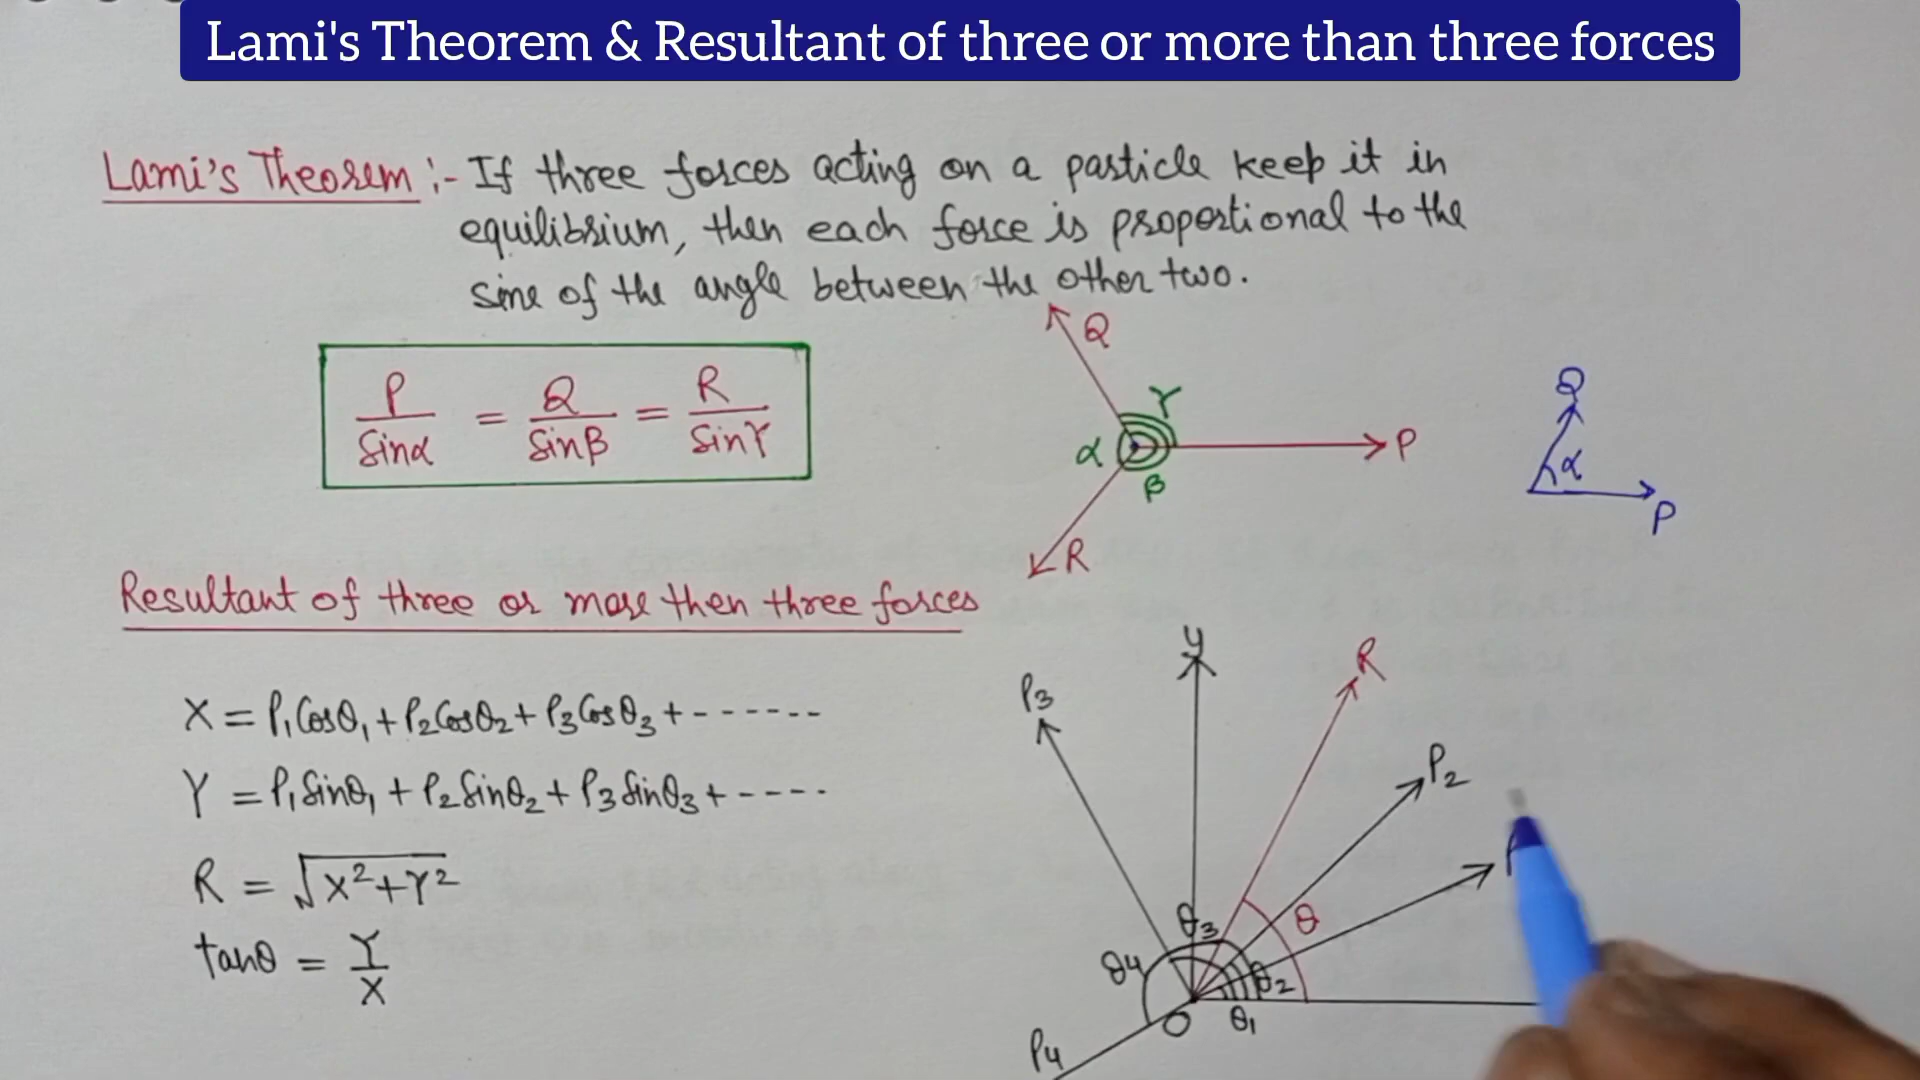 Lami's Theorem & Resultant of three or more than three forces
Lami's Theorem :- If three forces acting on a particle keep it in
equilibrium, then each force is proportional to the
sine of the angle between the other two.
P/Sinα = Q/Sinβ = R/Sinγ
Q
γ
α
P
β
R
Q
α
P
Resultant of three or more then three forces
X = P₁Cosθ₁ + P₂Cosθ₂ + P₃Cosθ₃ + - - - - - -
Y = P₁Sinθ₁ + P₂Sinθ₂ + P₃Sinθ₃ + - - - -
R = √X²+Y²
tanθ = Y/X
y
R
P₃
P₂
θ₃
θ
θ₄
θ₂
O
θ₁
P₄